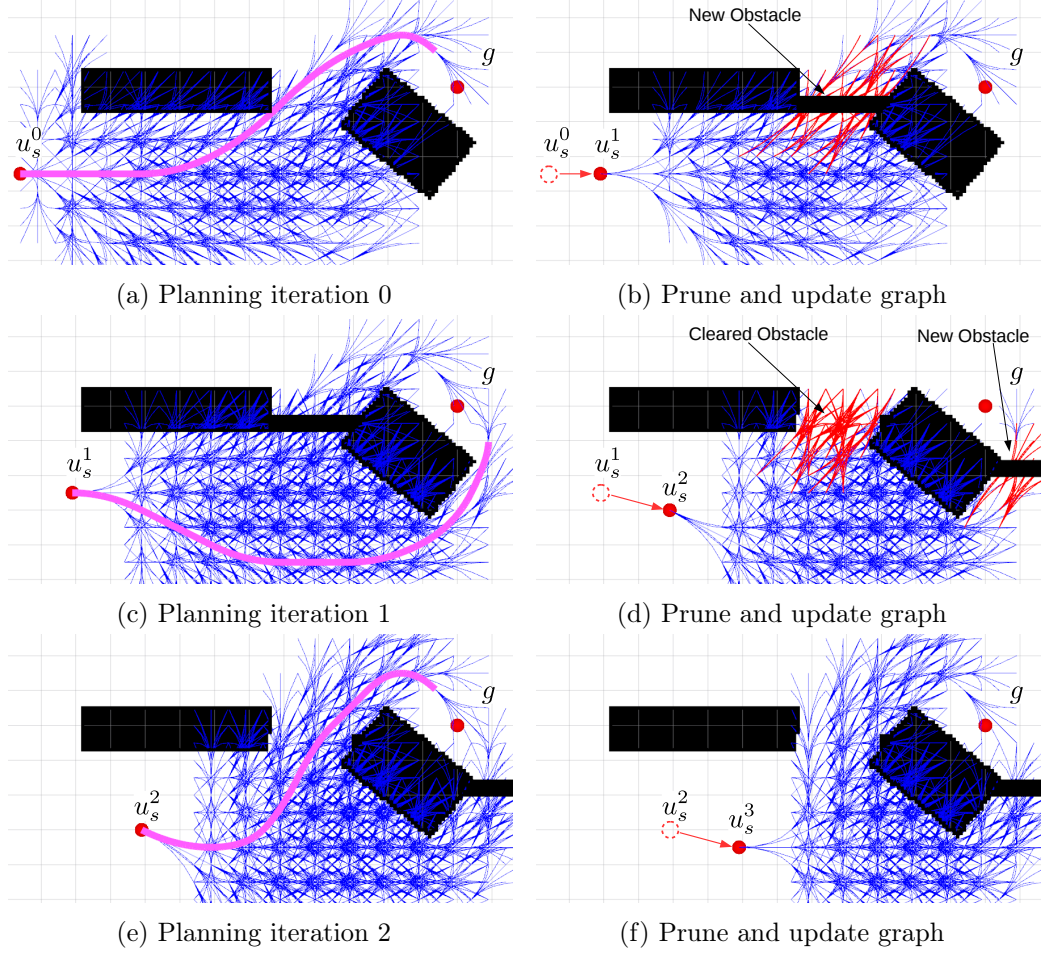 g
u_s^0
New Obstacle
g
u_s^0 u_s^1
(a) Planning iteration 0
(b) Prune and update graph
g
u_s^1
Cleared Obstacle
New Obstacle
g
u_s^1
u_s^2
(c) Planning iteration 1
(d) Prune and update graph
g
u_s^2
g
u_s^2
u_s^3
(e) Planning iteration 2
(f) Prune and update graph